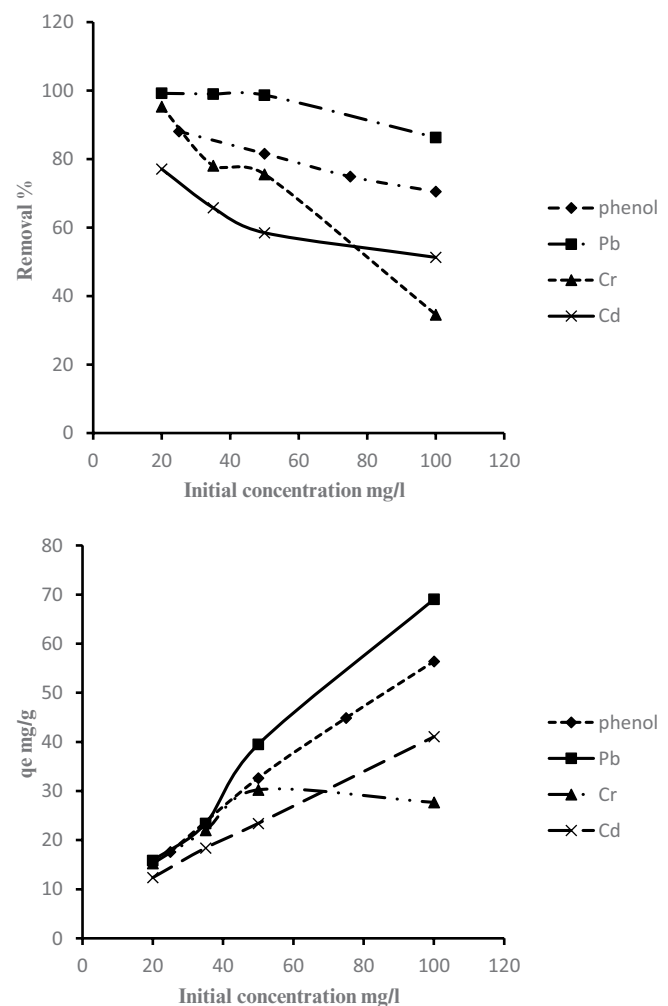 120
100
80
60
40
20
0
Removal %
0 20 40 60 80 100 120
Initial concentration mg/l
phenol
Pb
Cr
Cd
80
70
60
50
40
30
20
10
0
qe mg/g
0 20 40 60 80 100 120
Initial concentration mg/l
phenol
Pb
Cr
Cd